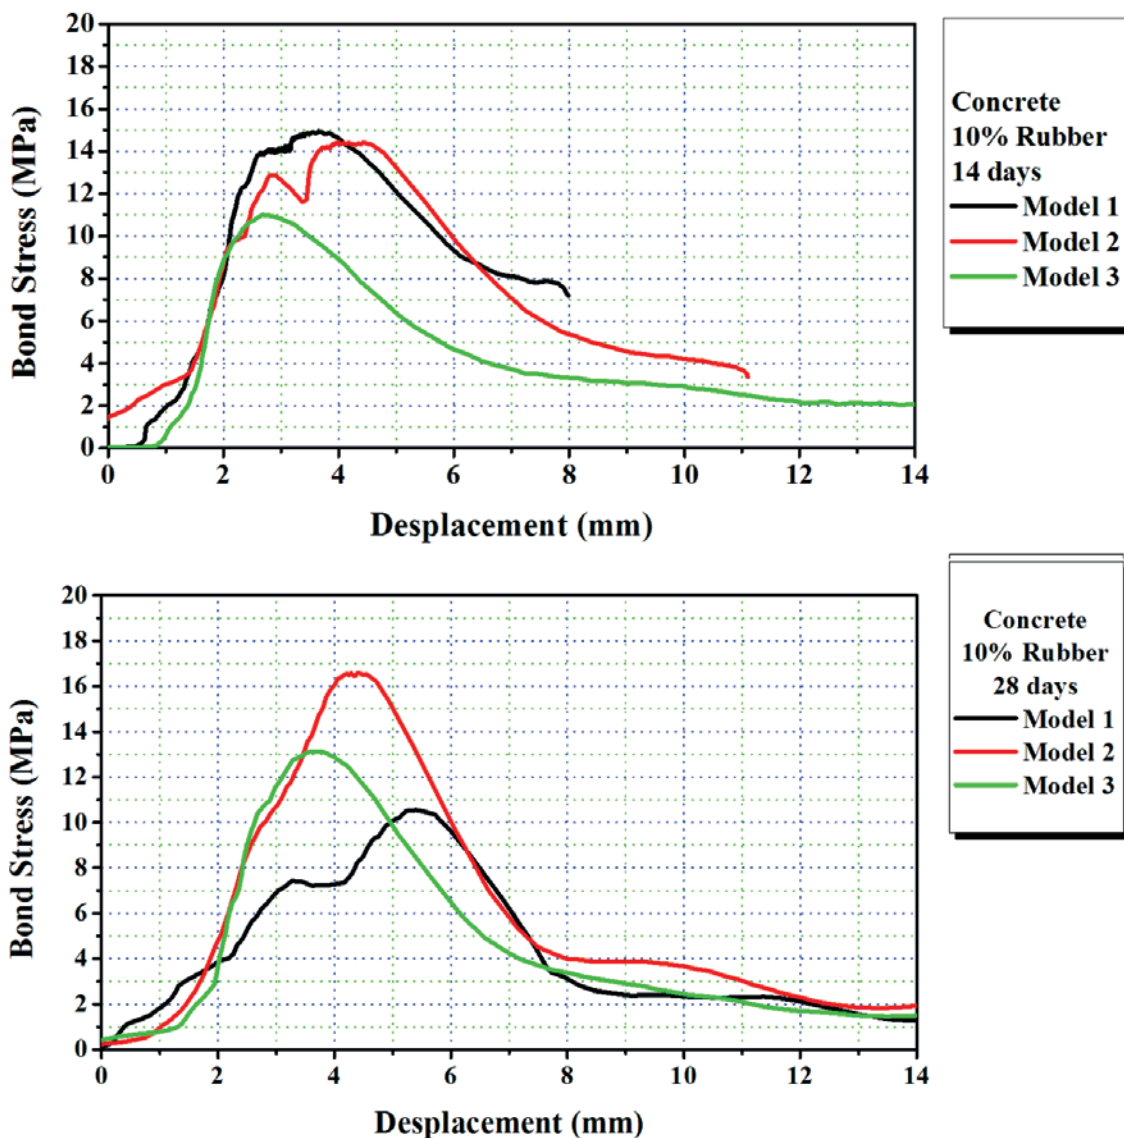 20
18
16
14
12
10
8
6
4
2
0
Bond Stress (MPa)
0 2 4 6 8 10 12 14
Desplacement (mm)
Concrete
10% Rubber
14 days
Model 1
Model 2
Model 3
20
18
16
14
12
10
8
6
4
2
0
Bond Stress (MPa)
0 2 4 6 8 10 12 14
Desplacement (mm)
Concrete
10% Rubber
28 days
Model 1
Model 2
Model 3